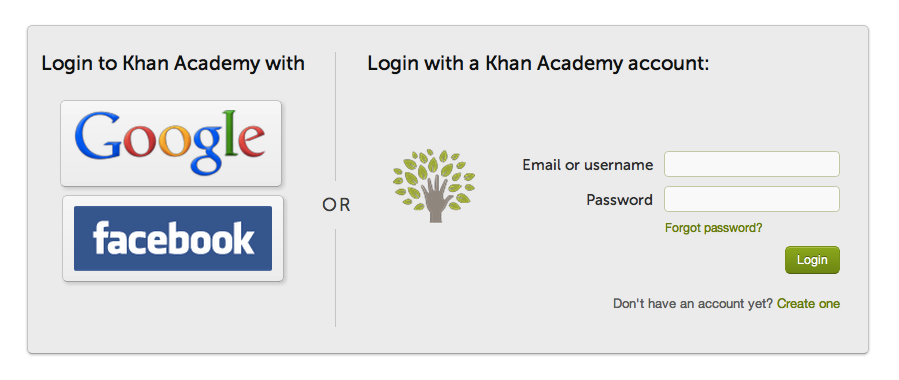 Login to Khan Academy with
Google
facebook
OR
Login with a Khan Academy account:
Email or username
Password
Forgot password?
Login
Don't have an account yet? Create one